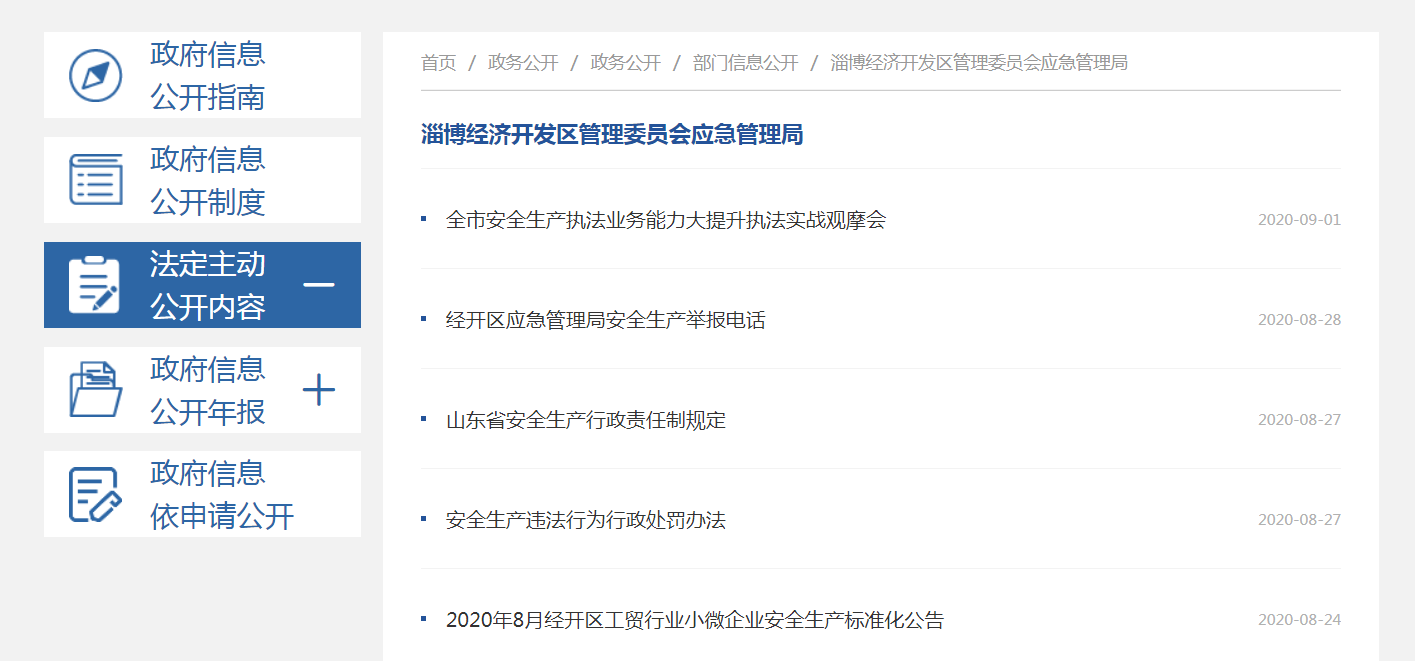 政府信息
公开指南
政府信息
公开制度
法定主动
公开内容
政府信息
公开年报
政府信息
依申请公开
首页 / 政务公开 / 政务公开 / 部门信息公开 / 淄博经济开发区管理委员会应急管理局
淄博经济开发区管理委员会应急管理局
全市安全生产执法业务能力大提升执法实战观摩会 2020-09-01
经开区应急管理局安全生产举报电话 2020-08-28
山东省安全生产行政责任制规定 2020-08-27
安全生产违法行为行政处罚办法 2020-08-27
2020年8月经开区工贸行业小微企业安全生产标准化公告 2020-08-24